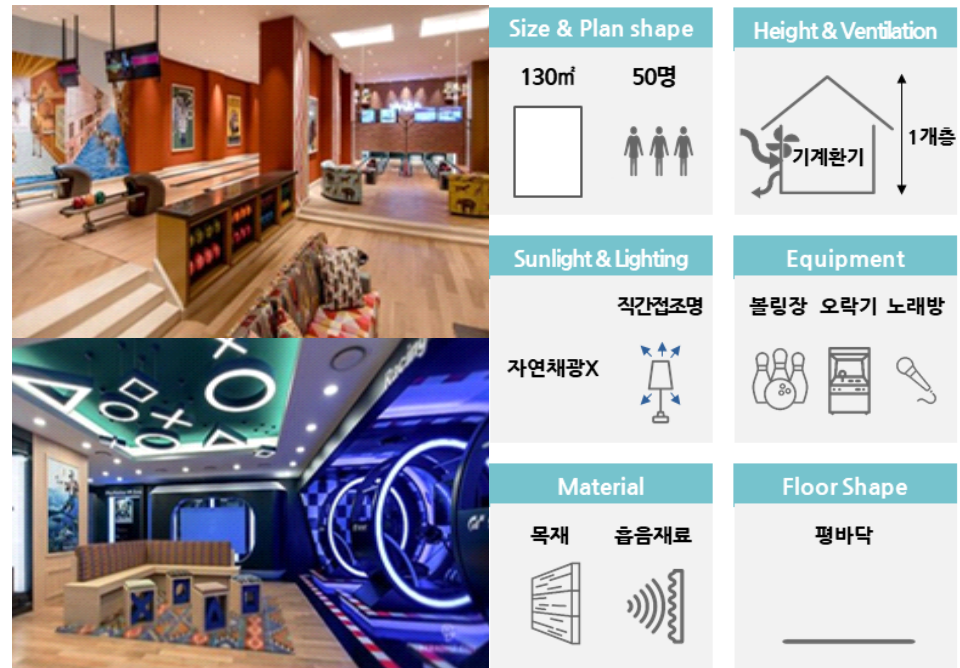 Size & Plan shape
130㎡ 50명
Height & Ventilation
1개층
기계환기
Sunlight & Lighting
직간접조명
자연채광X
Equipment
볼링장 오락기 노래방
Material
목재 흡음재료
Floor Shape
평바닥